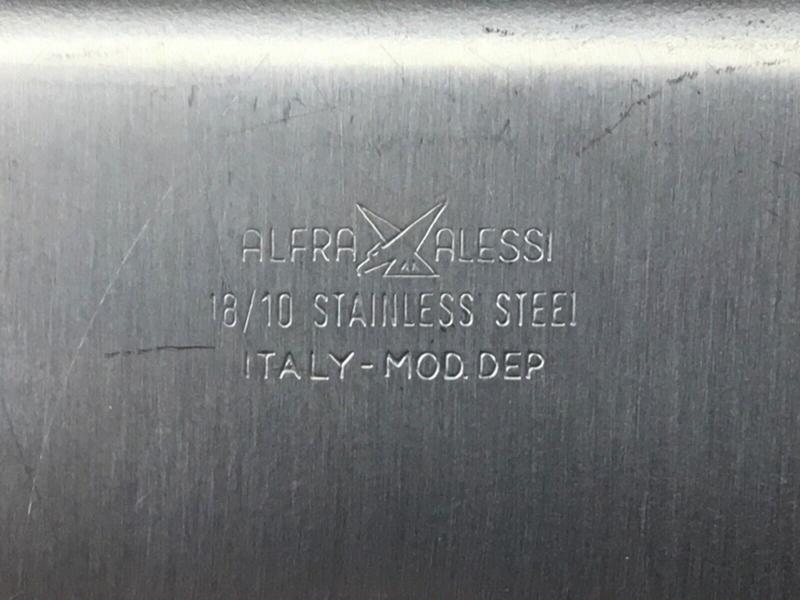 ALFRA ALESSI
18/10 STAINLESS STEEL
ITALY-MOD.DEP